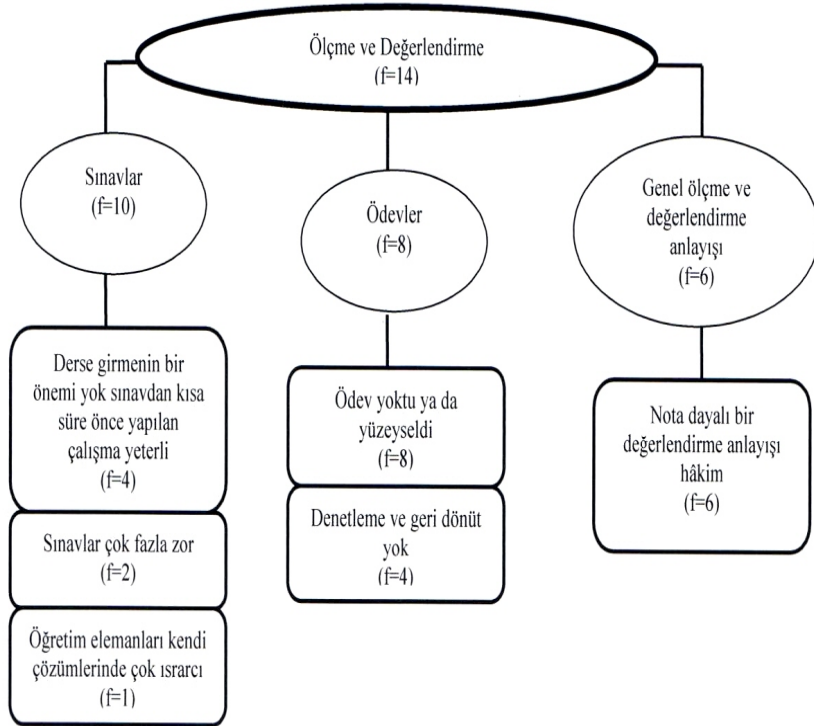 Ölçme ve Değerlendirme
(f=14)
Sınavlar
(f=10)
Derse girmenin bir
önemi yok sınavdan kısa
süre önce yapılan
çalışma yeterli
(f=4)
Sınavlar çok fazla zor
(f=2)
Öğretim elemanları kendi
çözümlerinde çok ısrarcı
(f=1)
Ödevler
(f=8)
Ödev yoktu ya da
yüzeyseldi
(f=8)
Denetleme ve geri dönüt
yok
(f=4)
Genel ölçme ve
değerlendirme
anlayışı
(f=6)
Nota dayalı bir
değerlendirme anlayışı
hâkim
(f=6)